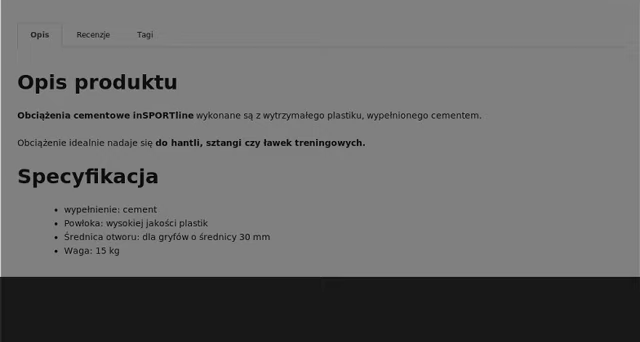 Opis Recenzje Tagi
Opis produktu
Obciążenia cementowe inSPORTline wykonane są z wytrzymałego plastiku, wypełnionego cementem.
Obciążenie idealnie nadaje się do hantli, sztangi czy ławek treningowych.
Specyfikacja
• wypełnienie: cement
• Powłoka: wysokiej jakości plastik
• Średnica otworu: dla gryfów o średnicy 30 mm
• Waga: 15 kg